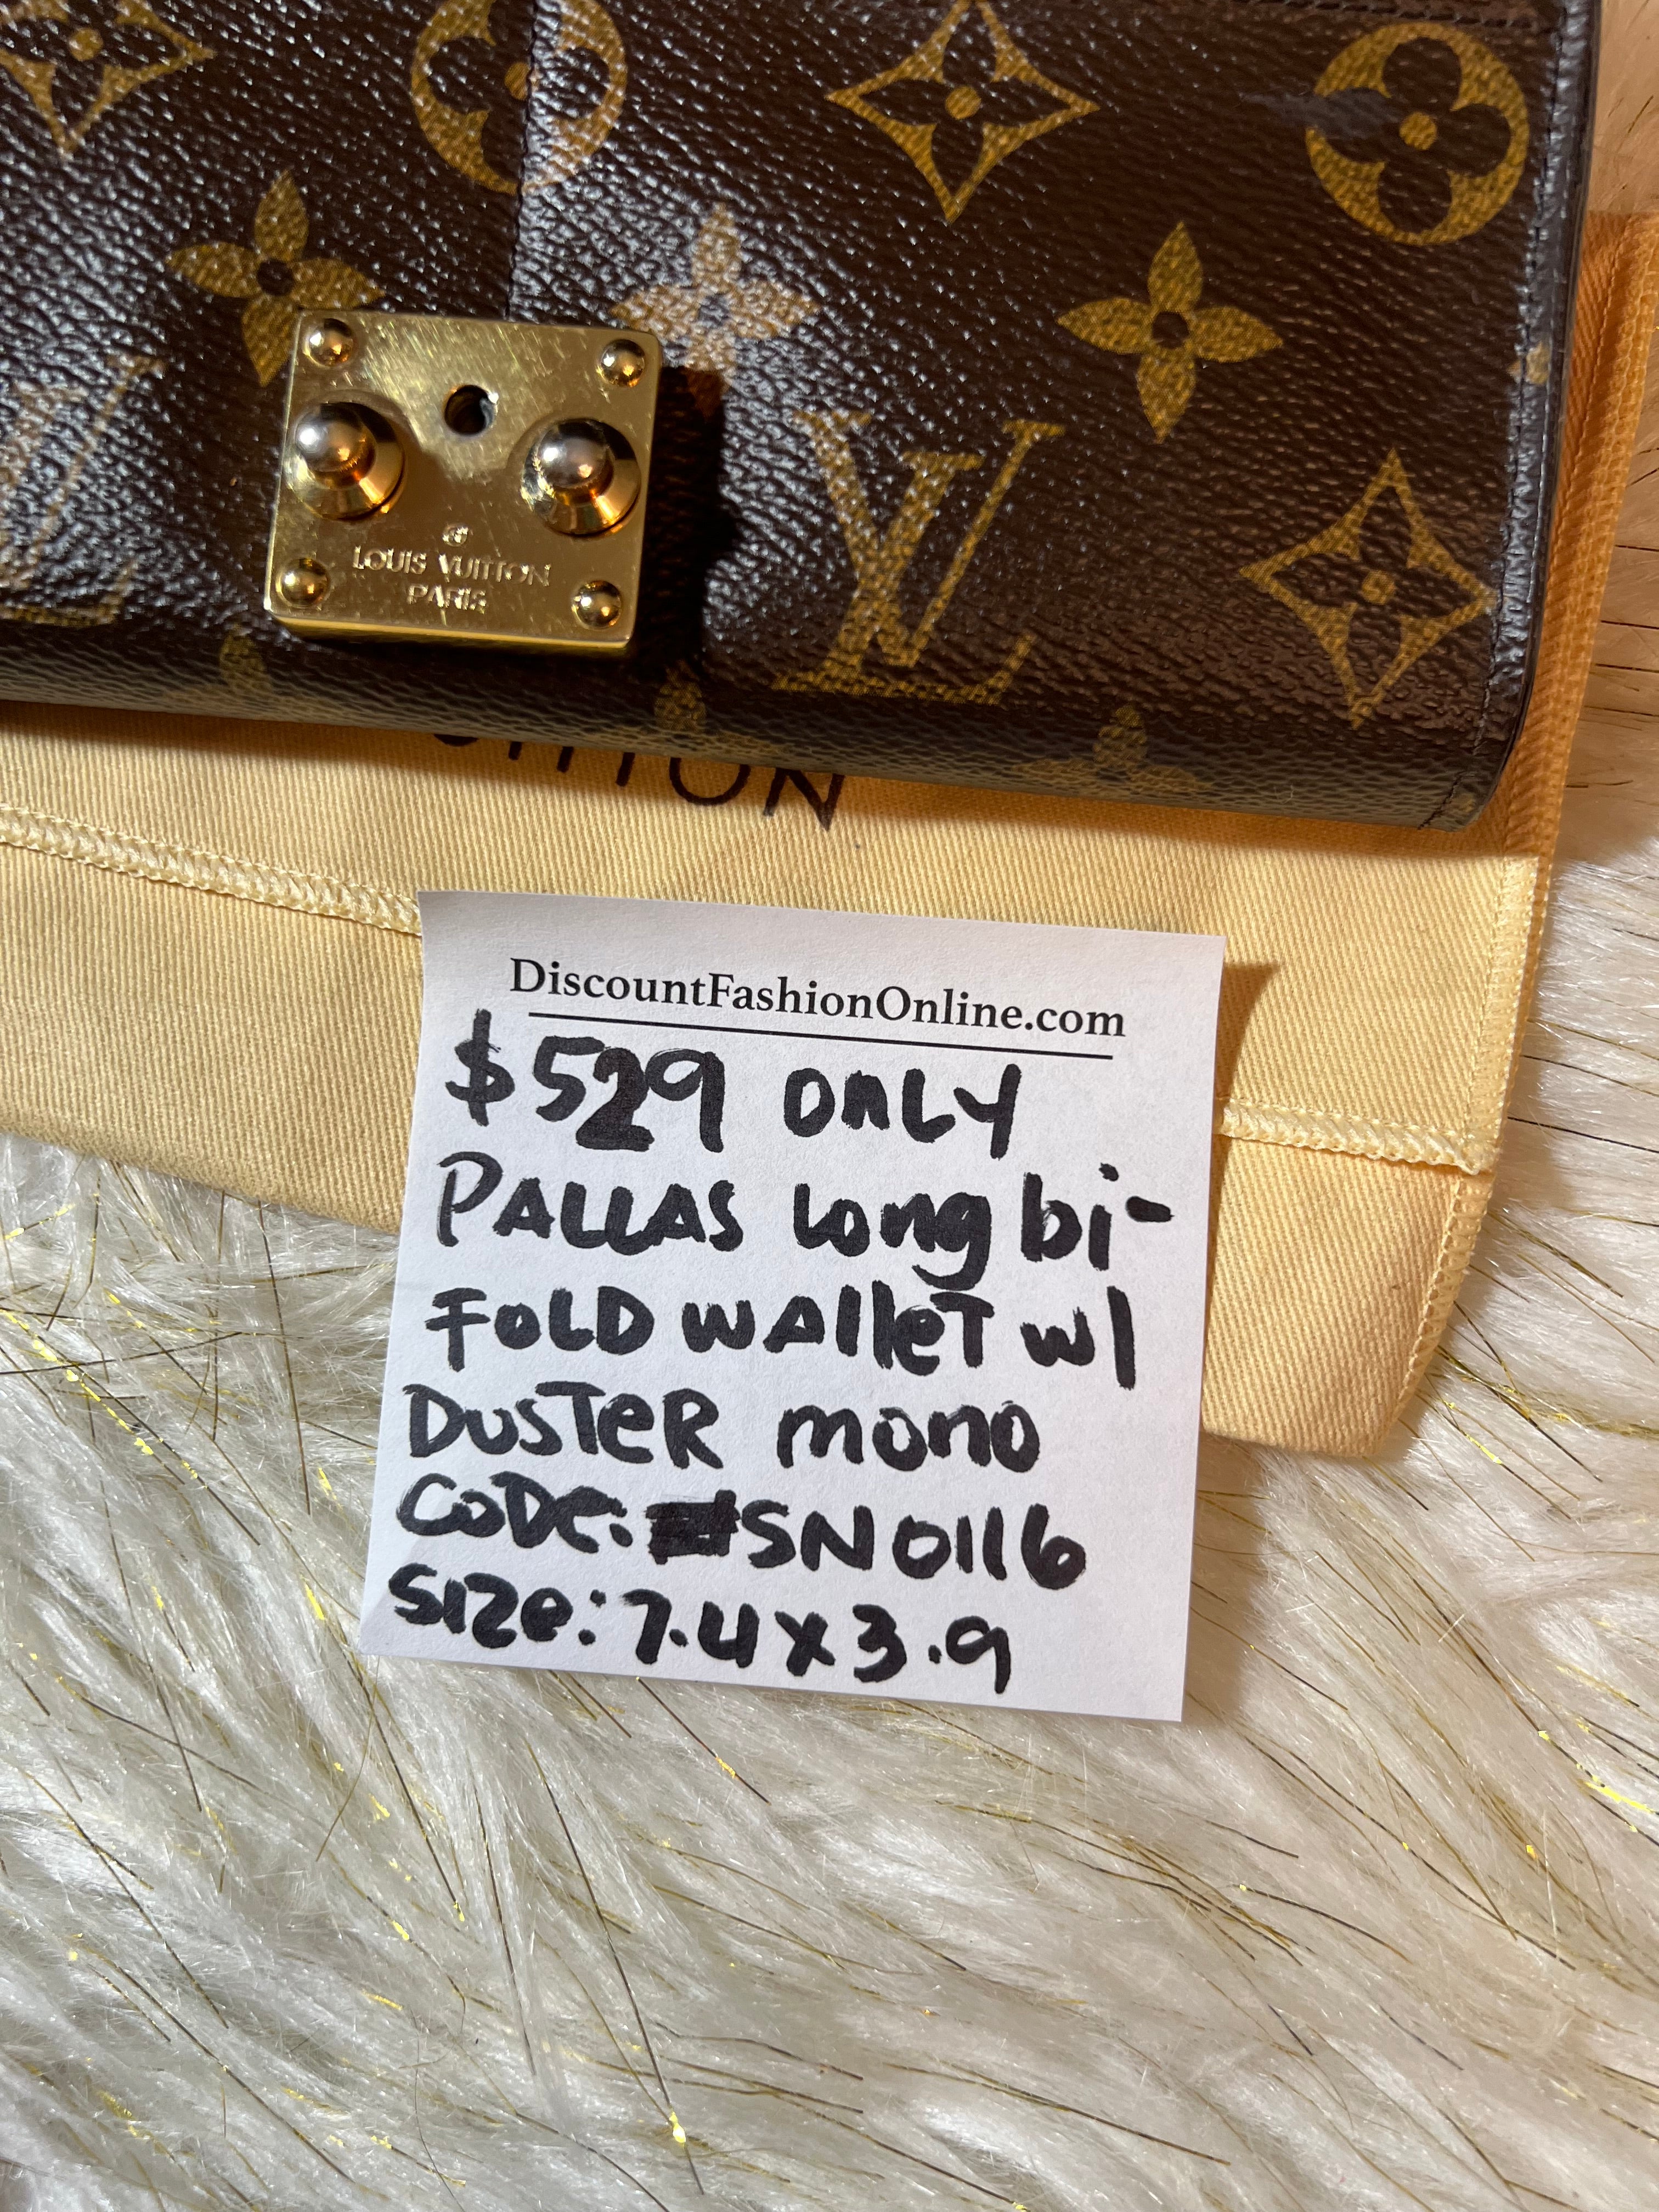 LOUIS VUITTON
PARIS
DiscountFashionOnline.com
$529 only
PALLAS Long bi-
FOLD WAlleT w/
DUSTER mono
CODE: SN0116
SIZe: 7.4 x 3.9